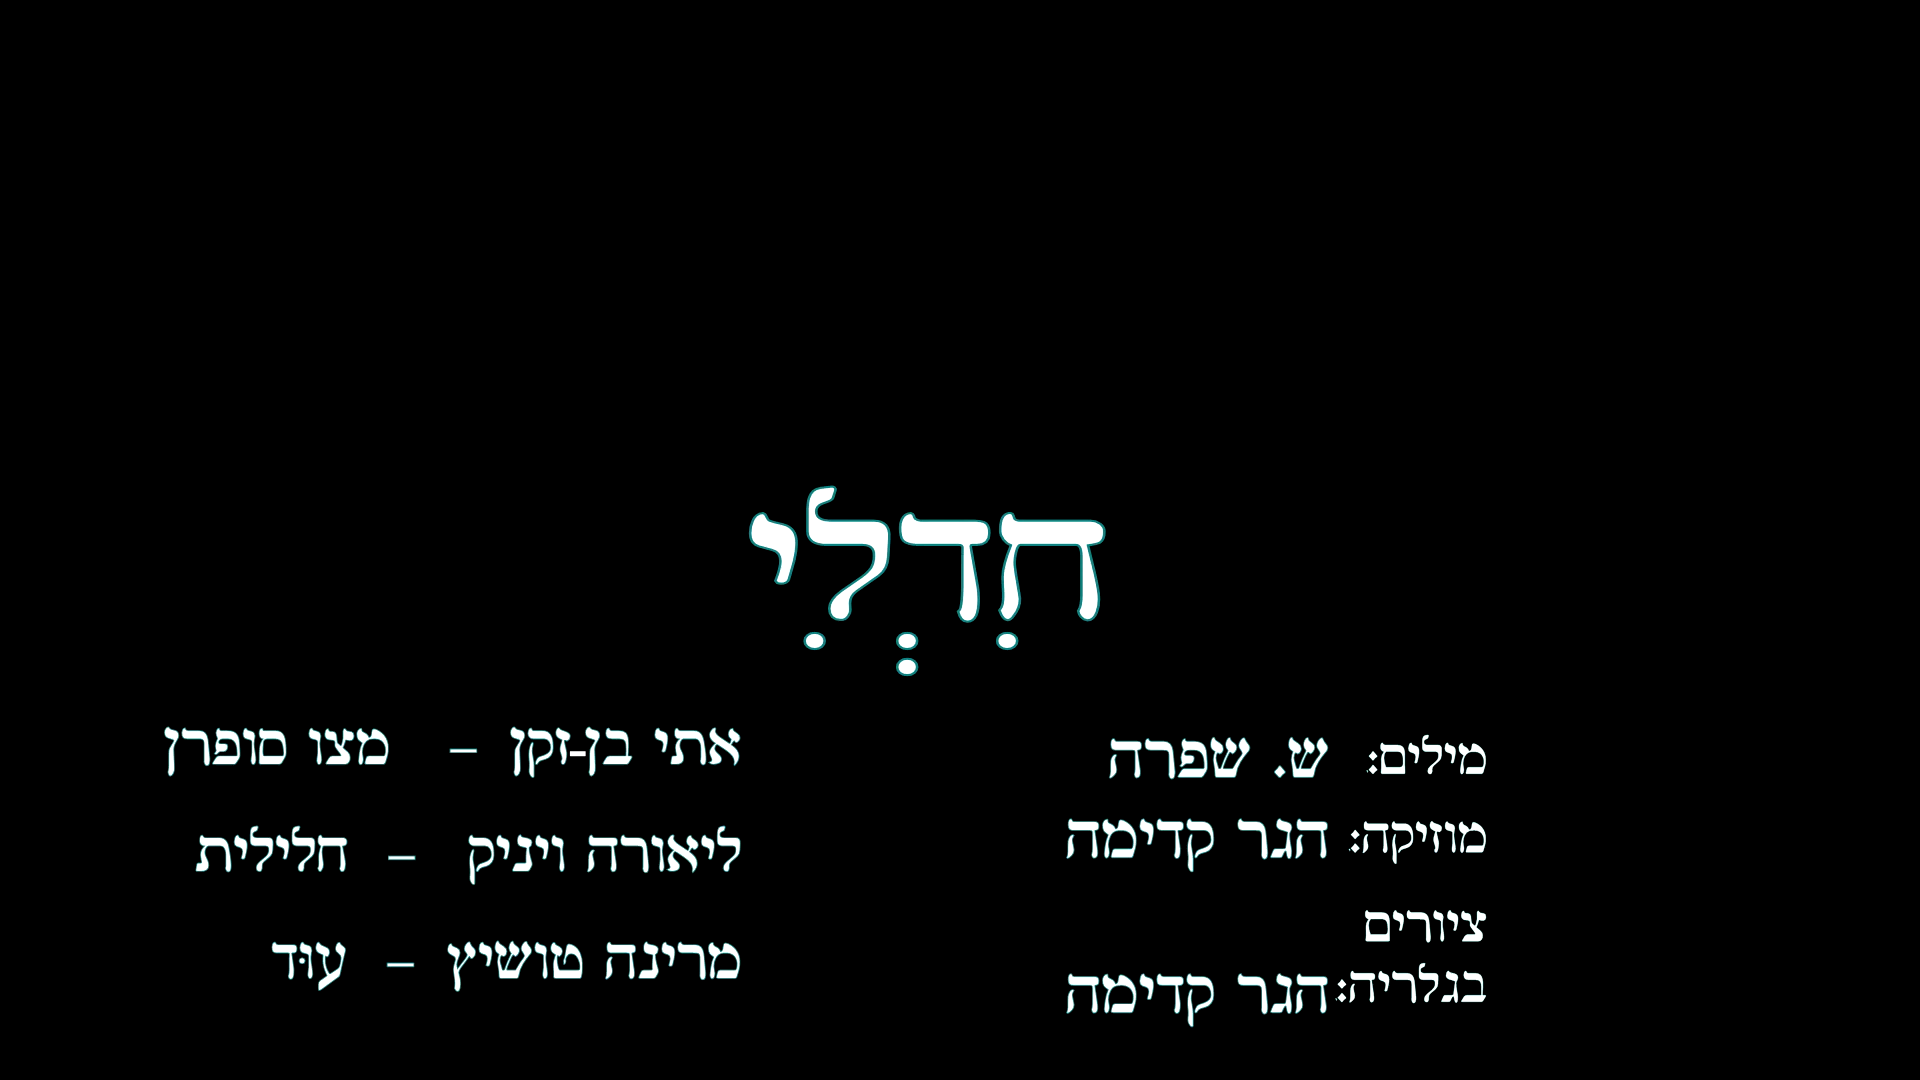 חִדְלִי
מילים: ש. שפרה
מוזיקה: הגר קדימה
ציורים
בגלריה: הגר קדימה
אתי בן-זקן – מצו סופרן
ליאורה ויניק – חלילית
מרינה טושיץ – עוּד